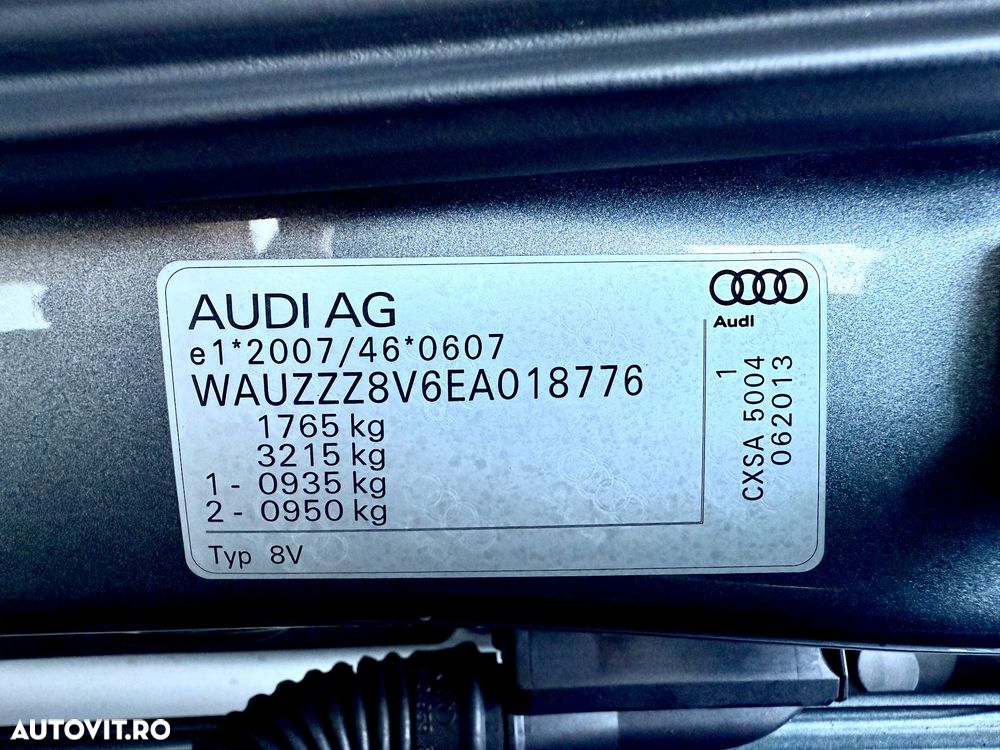 AUDI AG
e1*2007/46*0607
WAUZZZ8V6EA018776
1765 kg
3215 kg
1 - 0935 kg
2 - 0950 kg
Typ 8V
Audi
1
CXSA 5004
062013
AUTOVIT.RO